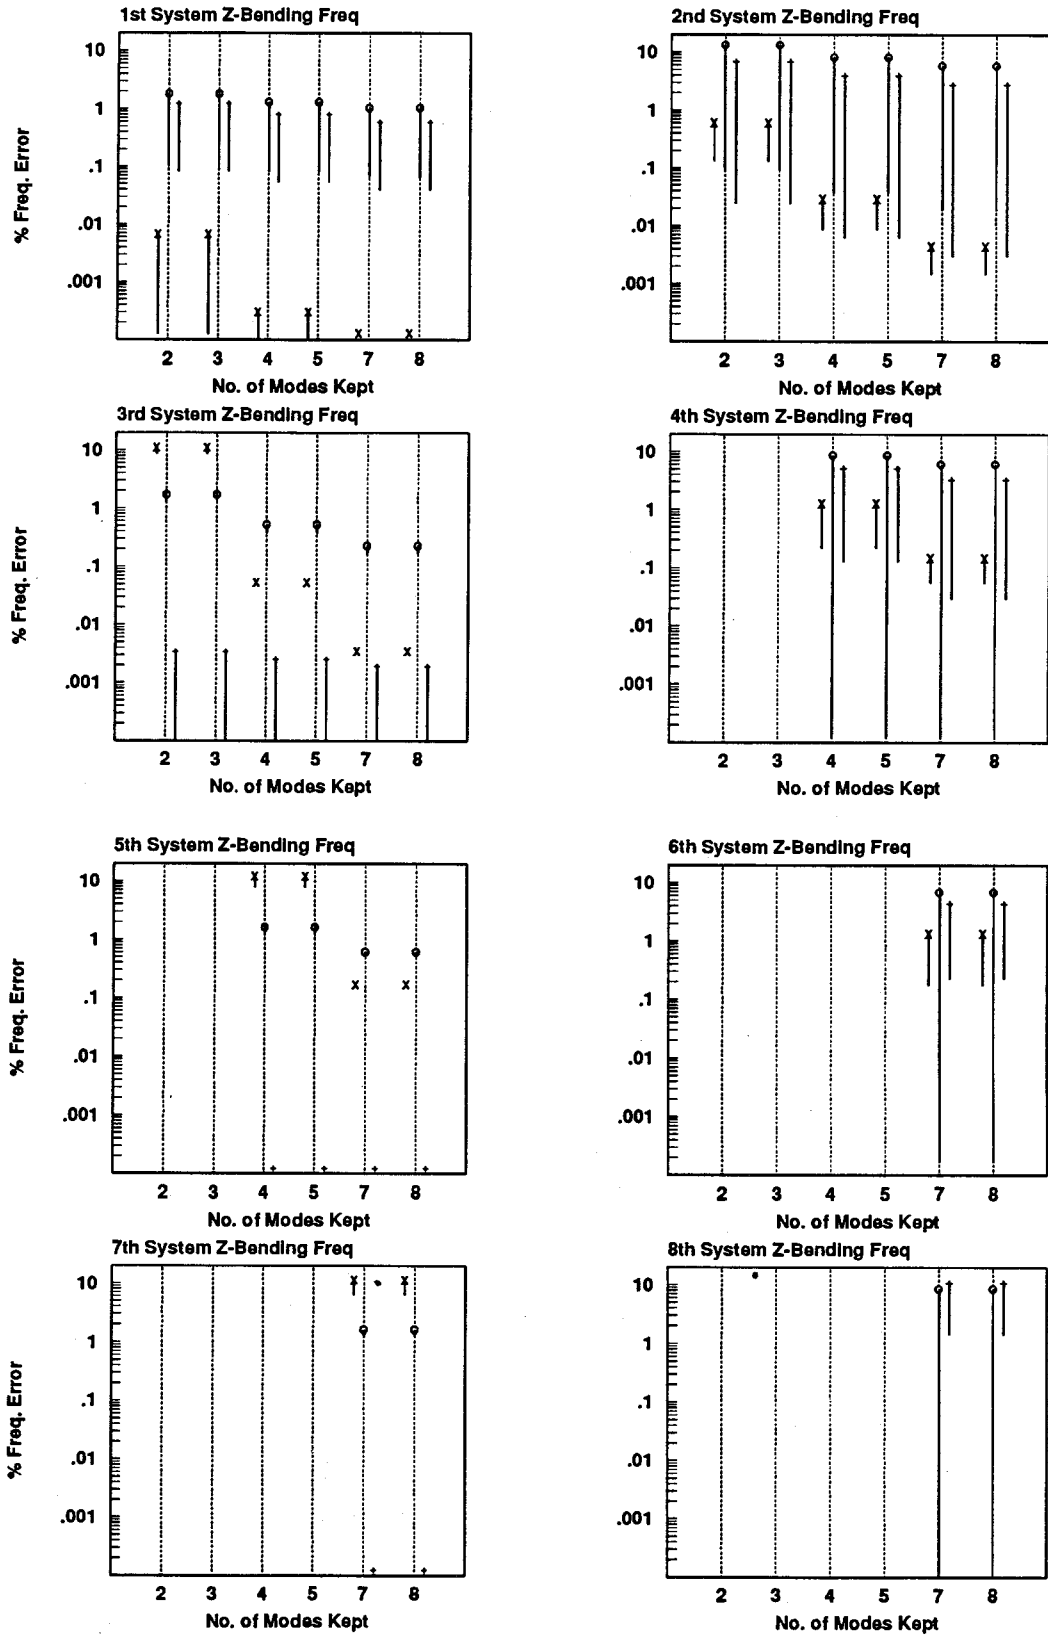 1st System Z-Bending Freq
% Freq. Error
10
1
.1
.01
.001
2 3 4 5 7 8
No. of Modes Kept
2nd System Z-Bending Freq
10
1
.1
.01
.001
2 3 4 5 7 8
No. of Modes Kept
3rd System Z-Bending Freq
% Freq. Error
10
1
.1
.01
.001
2 3 4 5 7 8
No. of Modes Kept
4th System Z-Bending Freq
10
1
.1
.01
.001
2 3 4 5 7 8
No. of Modes Kept
5th System Z-Bending Freq
% Freq. Error
10
1
.1
.01
.001
2 3 4 5 7 8
No. of Modes Kept
6th System Z-Bending Freq
10
1
.1
.01
.001
2 3 4 5 7 8
No. of Modes Kept
7th System Z-Bending Freq
% Freq. Error
10
1
.1
.01
.001
2 3 4 5 7 8
No. of Modes Kept
8th System Z-Bending Freq
10
1
.1
.01
.001
2 3 4 5 7 8
No. of Modes Kept